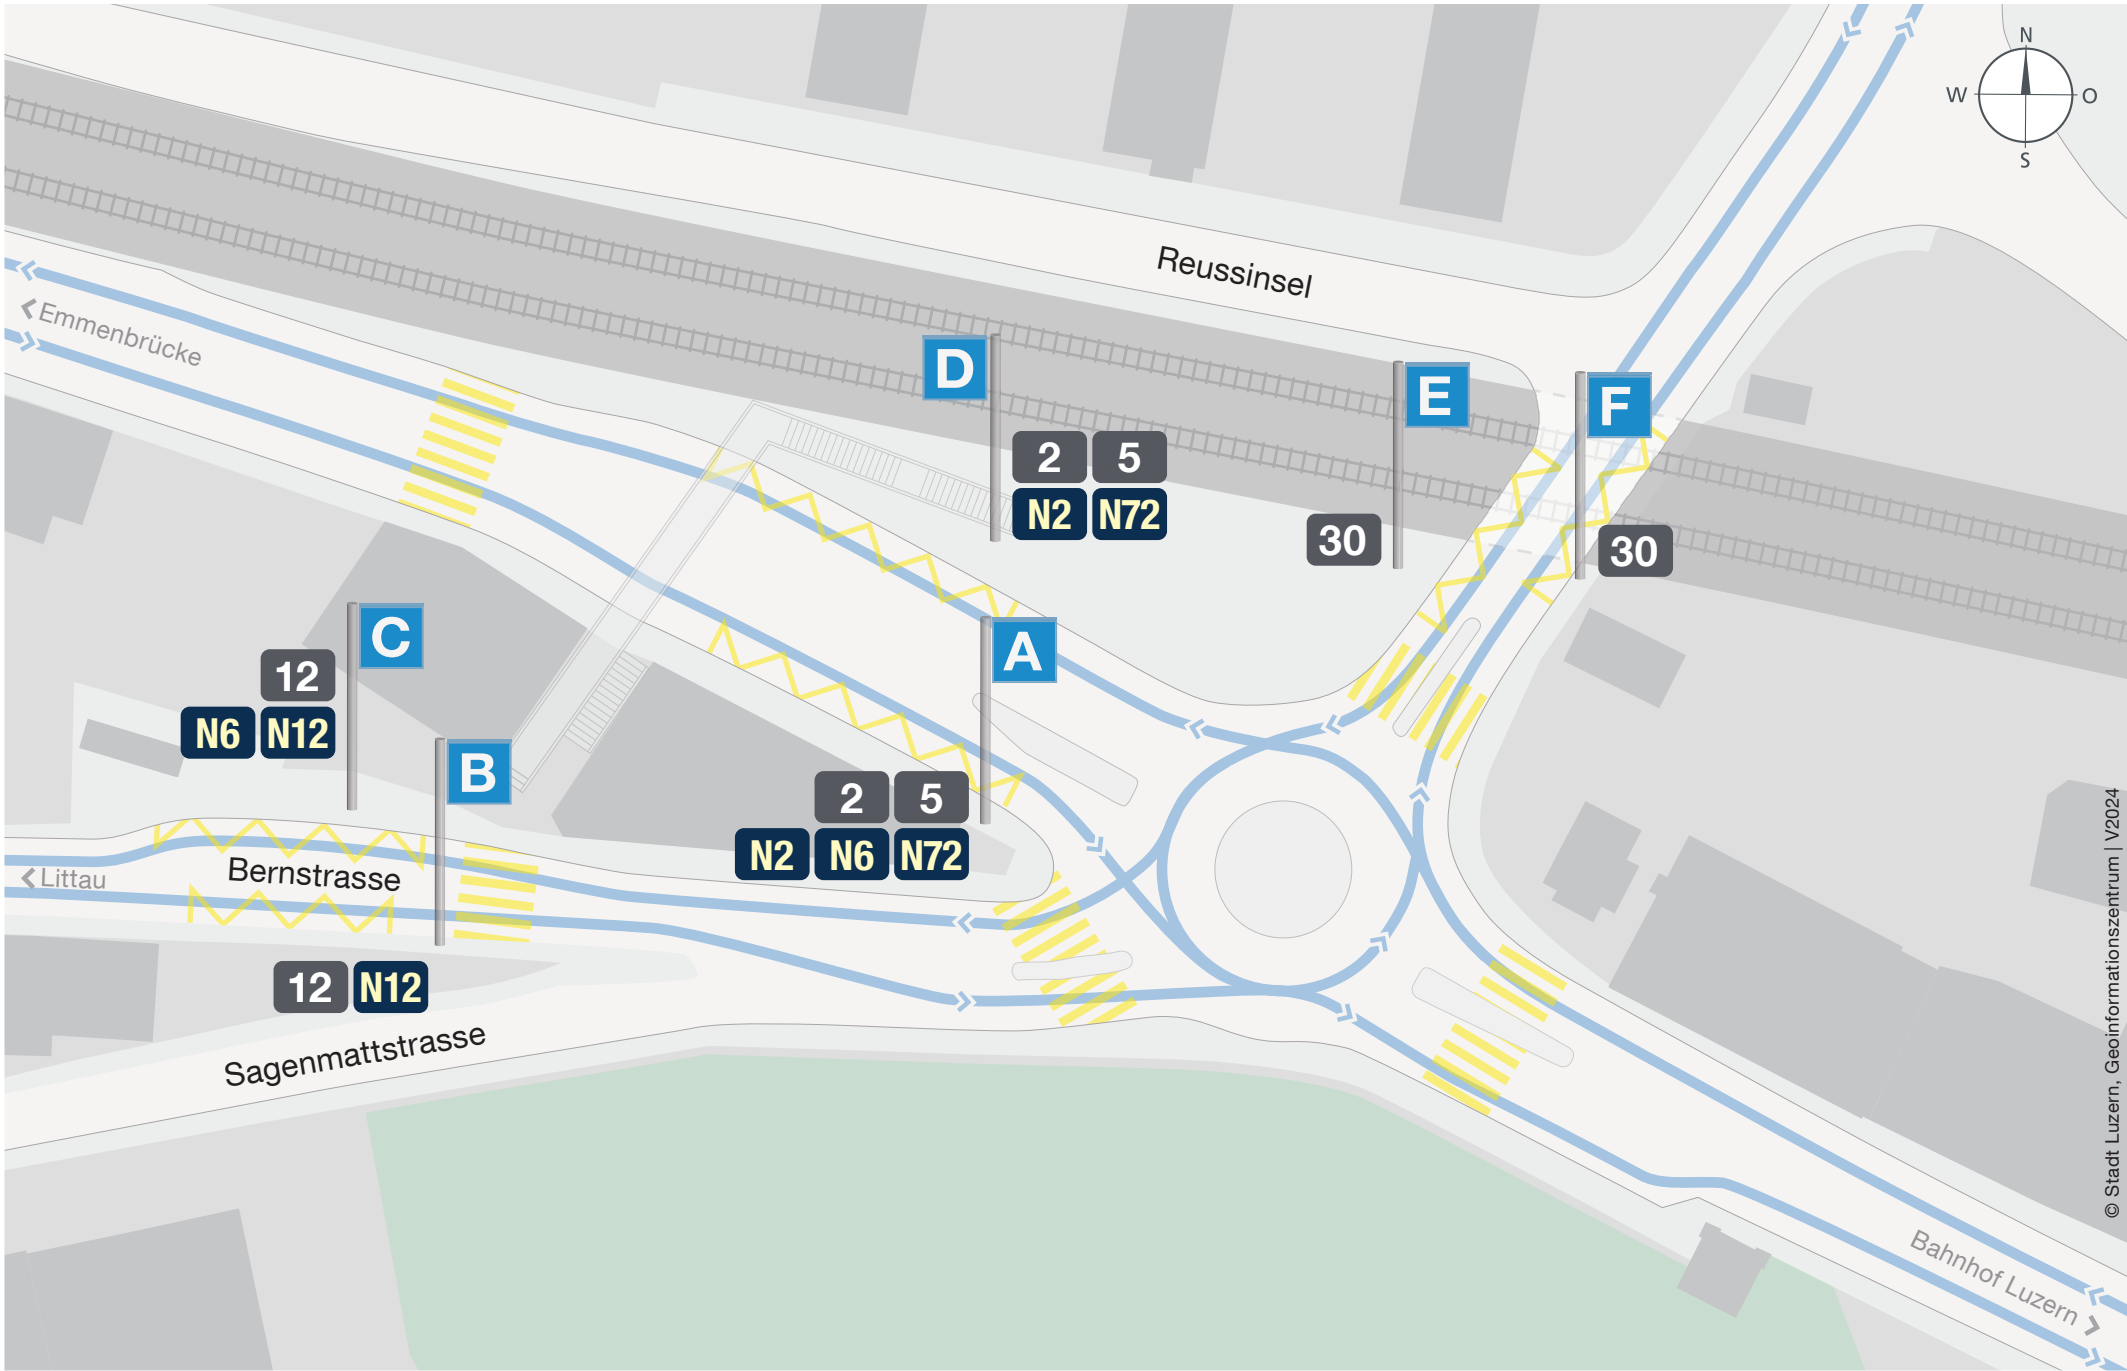 N
W O
S
Reussinsel
Emmenbrücke
D
2 5
N2 N72
E
30
F
30
C
12
N6 N12
A
2 5
N2 N6 N72
B
12 N12
Bernstrasse
Littau
Sagenmattstrasse
Bahnhof Luzern
© Stadt Luzern, Geoinformationszentrum | V2024